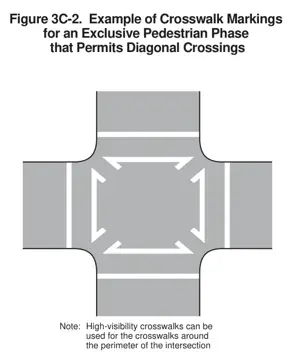 Figure 3C-2.  Example of Crosswalk Markings
for an Exclusive Pedestrian Phase
that Permits Diagonal Crossings
Note:  High-visibility crosswalks can be
used for the crosswalks around
the perimeter of the intersection